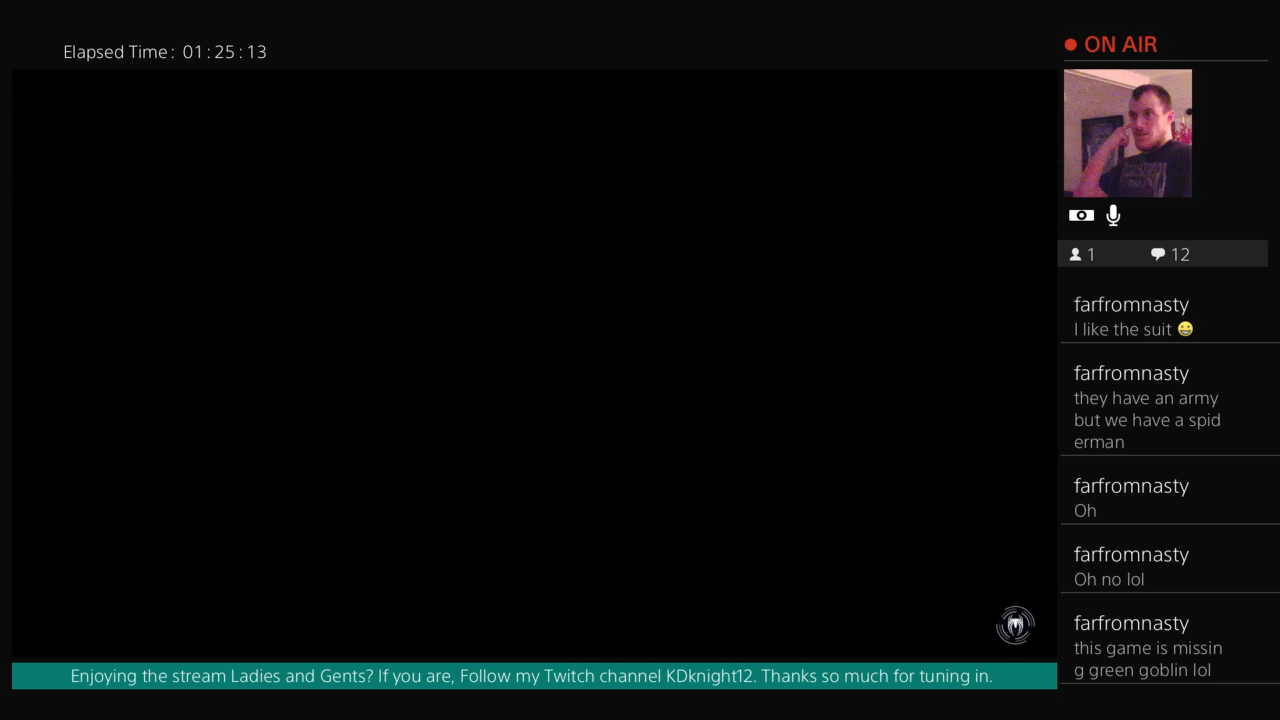 Elapsed Time: 01:25:13
ON AIR
1
12
farfromnasty
I like the suit 😀
farfromnasty
they have an army
but we have a spid
erman
farfromnasty
Oh
farfromnasty
Oh no lol
farfromnasty
this game is missin
g green goblin lol
Enjoying the stream Ladies and Gents? If you are, Follow my Twitch channel KDknight12. Thanks so much for tuning in.